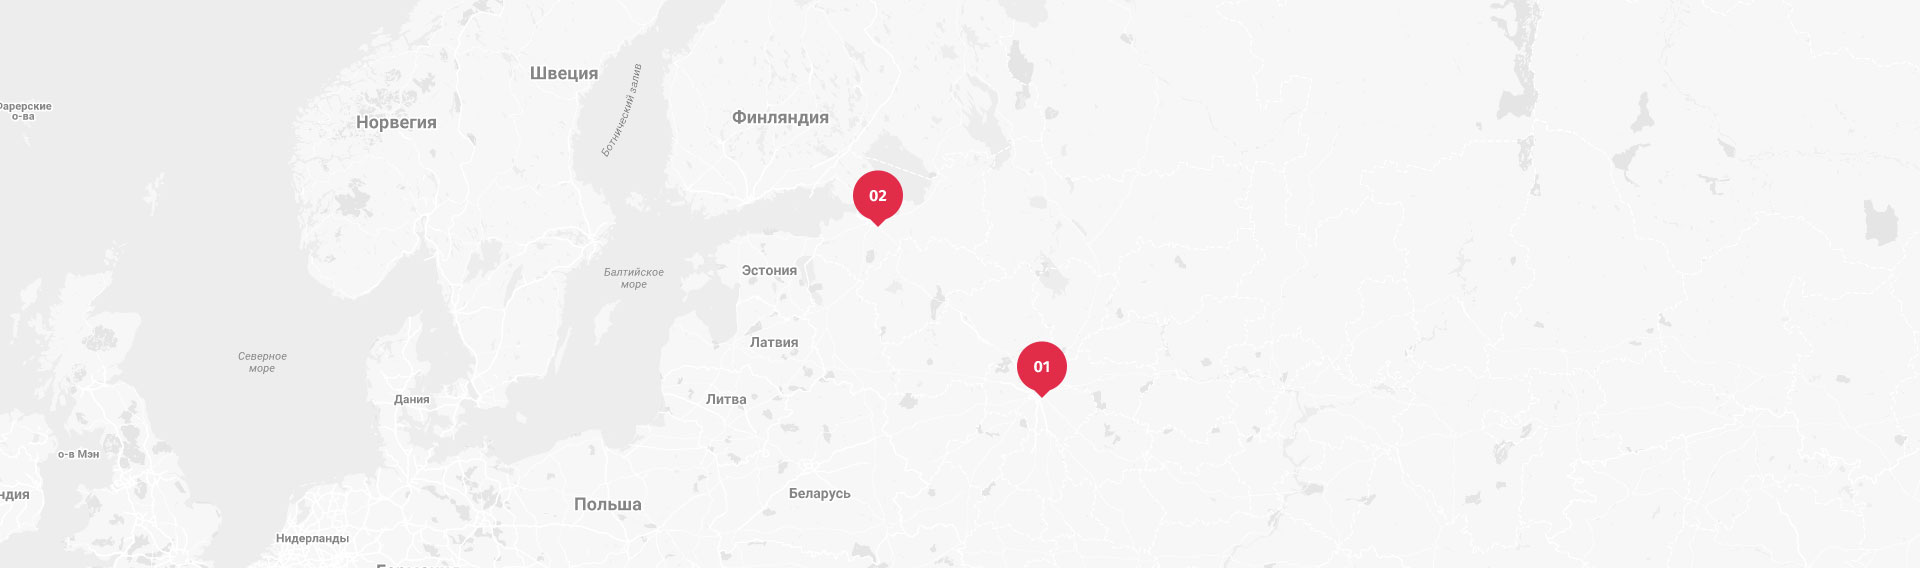 Швеция
Ботнический залив
Фарерские
о-ва
Финляндия
Норвегия
02
Эстония
Балтийское
море
Латвия
Северное
море
01
Дания
Литва
о-в Мэн
ндия
Беларусь
Польша
Нидерланды